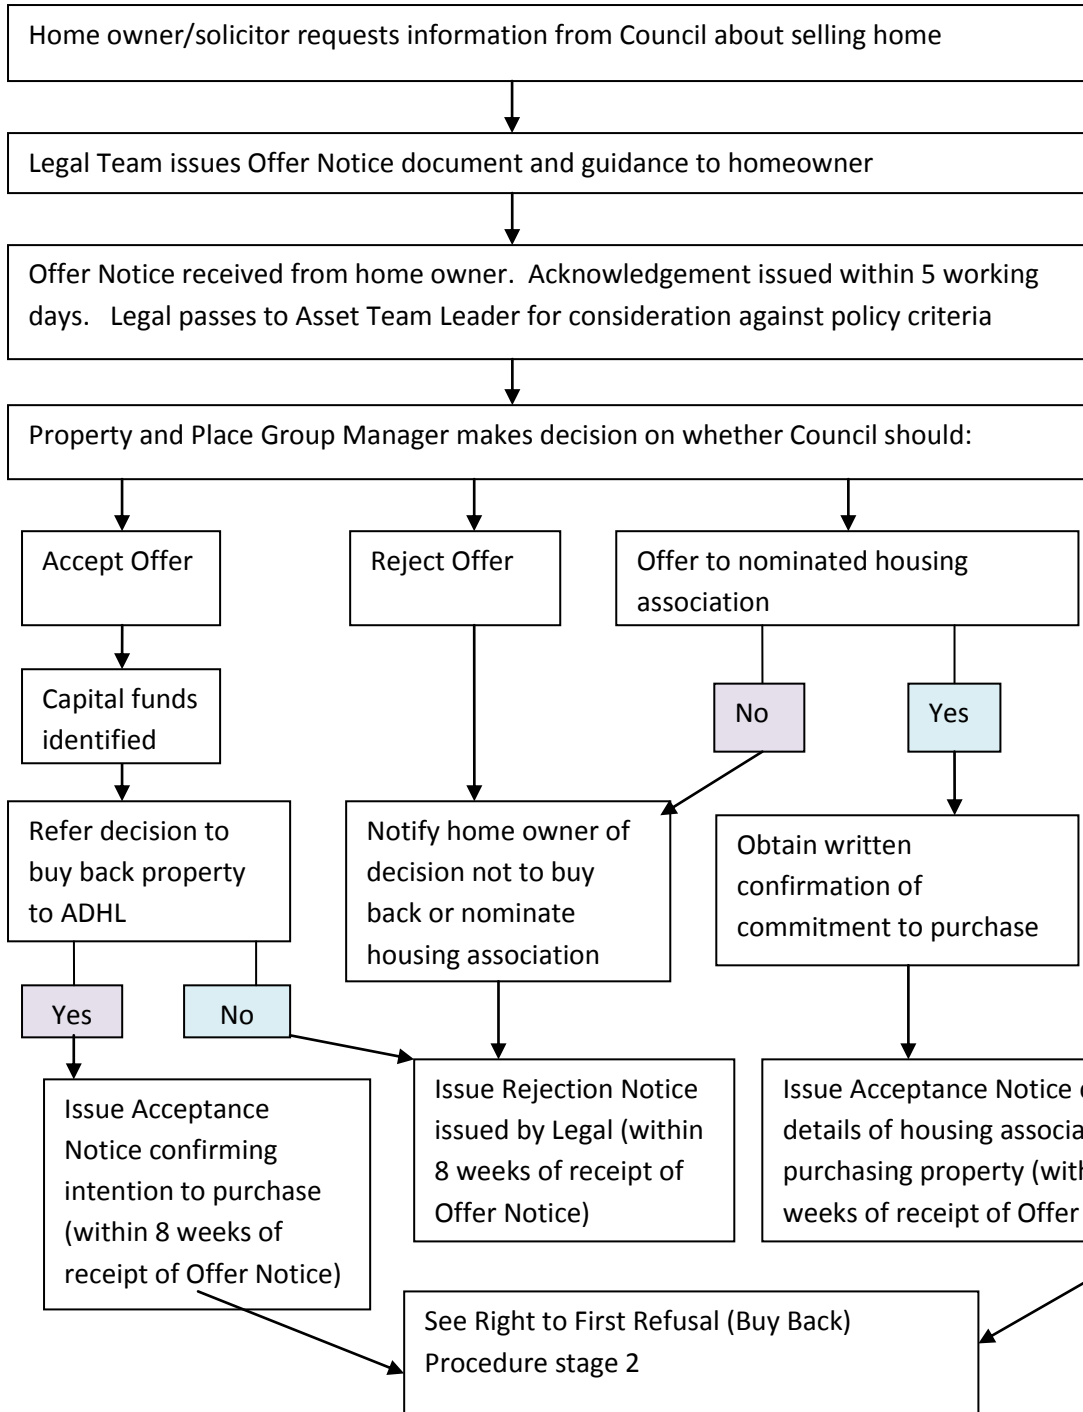 Home owner/solicitor requests information from Council about selling home
Legal Team issues Offer Notice document and guidance to homeowner
Offer Notice received from home owner.  Acknowledgement issued within 5 working
days.   Legal passes to Asset Team Leader for consideration against policy criteria
Property and Place Group Manager makes decision on whether Council should:
Accept Offer
Reject Offer
Offer to nominated housing
association
Capital funds
identified
No
Yes
Refer decision to
buy back property
to ADHL
Notify home owner of
decision not to buy
back or nominate
housing association
Obtain written
confirmation of
commitment to purchase
Yes
No
Issue Acceptance
Notice confirming
intention to purchase
(within 8 weeks of
receipt of Offer Notice)
Issue Rejection Notice
issued by Legal (within
8 weeks of receipt of
Offer Notice)
Issue Acceptance Notice
details of housing
purchasing property
weeks of receipt of Offer
See Right to First Refusal (Buy Back)
Procedure stage 2